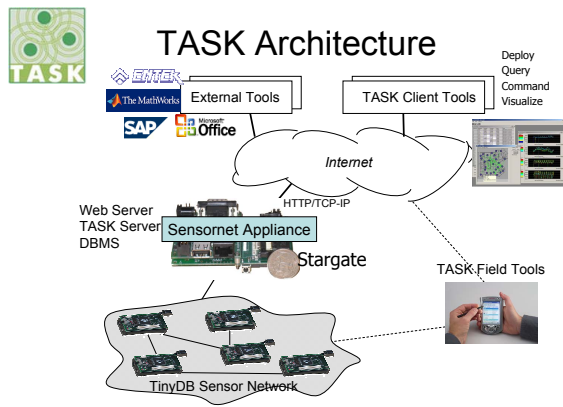 TASK
TASK Architecture
Deploy
Query
Command
Visualize
ENTEK
The MathWorks
SAP
Microsoft
Office
External Tools
TASK Client Tools
Internet
HTTP/TCP-IP
Web Server
TASK Server
DBMS
Sensornet Appliance
Stargate
TASK Field Tools
TinyDB Sensor Network